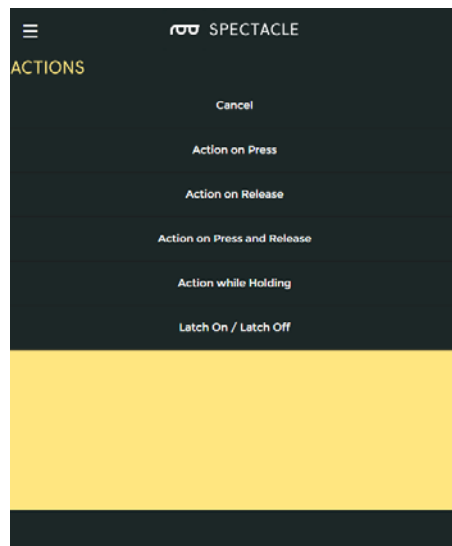 SPECTACLE
ACTIONS
Cancel
Action on Press
Action on Release
Action on Press and Release
Action while Holding
Latch On / Latch Off